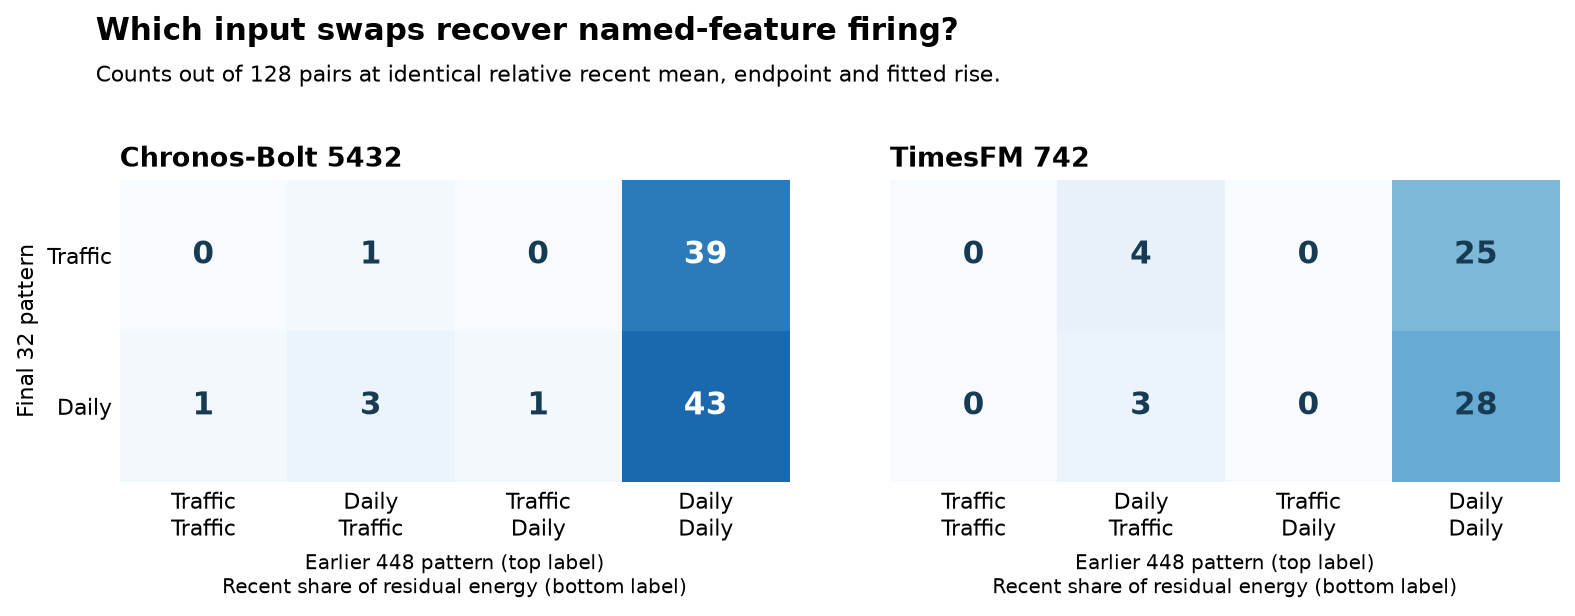 Which input swaps recover named-feature firing?
Counts out of 128 pairs at identical relative recent mean, endpoint and fitted rise.
Chronos-Bolt 5432
Final 32 pattern
Traffic
0 1 0 39
Daily
1 3 1 43
Traffic Daily Traffic Daily
Traffic Traffic Daily Daily
Earlier 448 pattern (top label)
Recent share of residual energy (bottom label)
TimesFM 742
0 4 0 25
0 3 0 28
Traffic Daily Traffic Daily
Traffic Traffic Daily Daily
Earlier 448 pattern (top label)
Recent share of residual energy (bottom label)